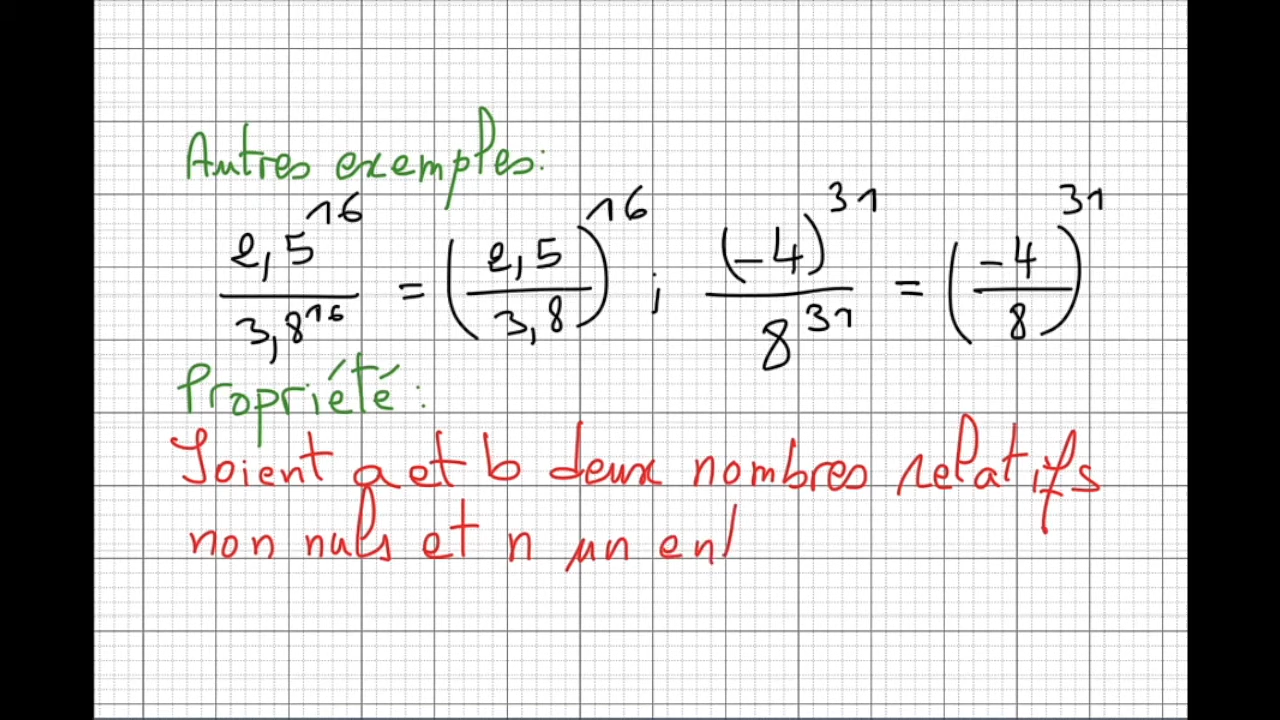 Autres exemples:
2,5^16 / 3,8^16 = (2,5 / 3,8)^16 ; (-4)^31 / 8^31 = (-4 / 8)^31
Propriété:
Soient a et b deux nombres relatifs
non nuls et n un en